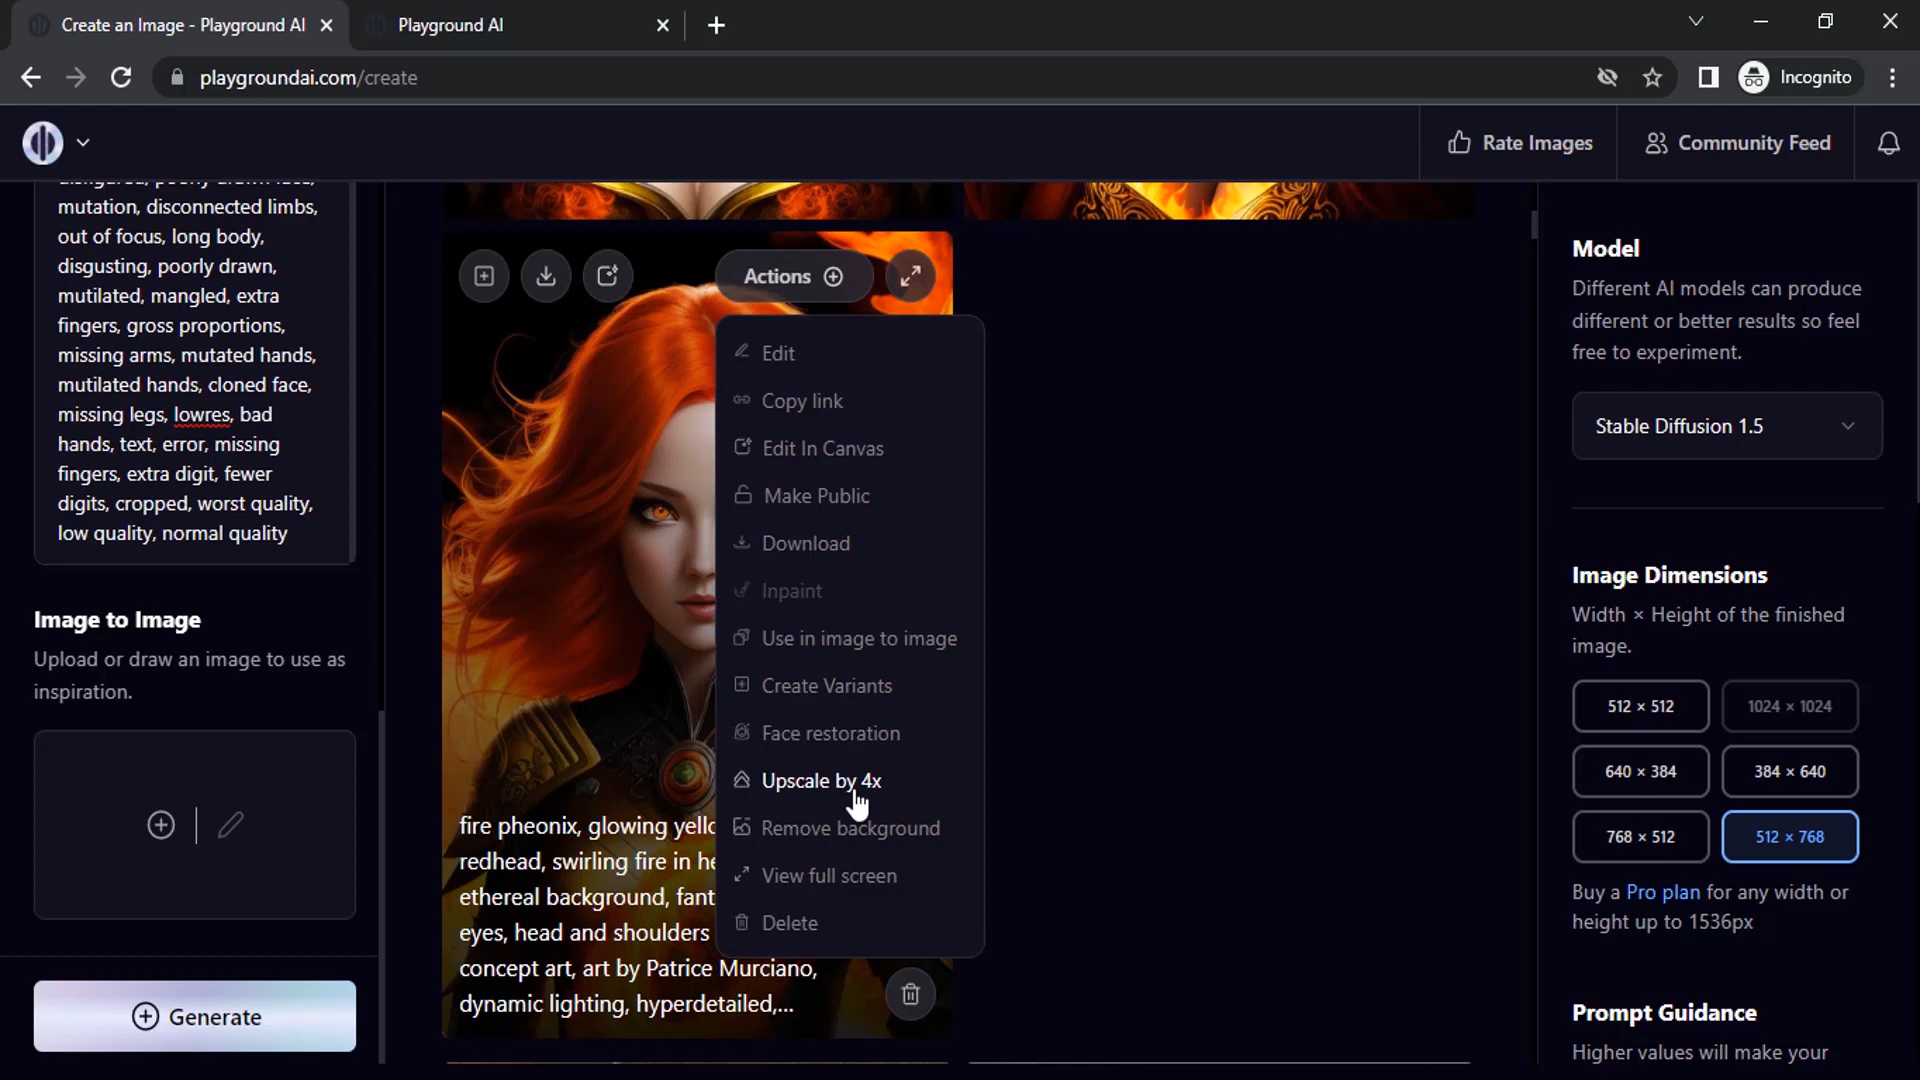 Create an Image - Playground AI
Playground AI
playgroundai.com/create
Incognito
Rate Images
Community Feed
mutation, disconnected limbs,
out of focus, long body,
disgusting, poorly drawn,
mutilated, mangled, extra
fingers, gross proportions,
missing arms, mutated hands,
mutilated hands, cloned face,
missing legs, lowres, bad
hands, text, error, missing
fingers, extra digit, fewer
digits, cropped, worst quality,
low quality, normal quality
Image to Image
Upload or draw an image to use as
inspiration.
Generate
Actions
Edit
Copy link
Edit In Canvas
Make Public
Download
Inpaint
Use in image to image
Create Variants
Face restoration
Upscale by 4x
Remove background
View full screen
Delete
fire pheonix, glowing yello
redhead, swirling fire in he
ethereal background, fant
eyes, head and shoulders
concept art, art by Patrice Murciano,
dynamic lighting, hyperdetailed,...
Model
Different AI models can produce
different or better results so feel
free to experiment.
Stable Diffusion 1.5
Image Dimensions
Width × Height of the finished
image.
512 × 512
1024 × 1024
640 × 384
384 × 640
768 × 512
512 × 768
Buy a Pro plan for any width or
height up to 1536px
Prompt Guidance
Higher values will make your